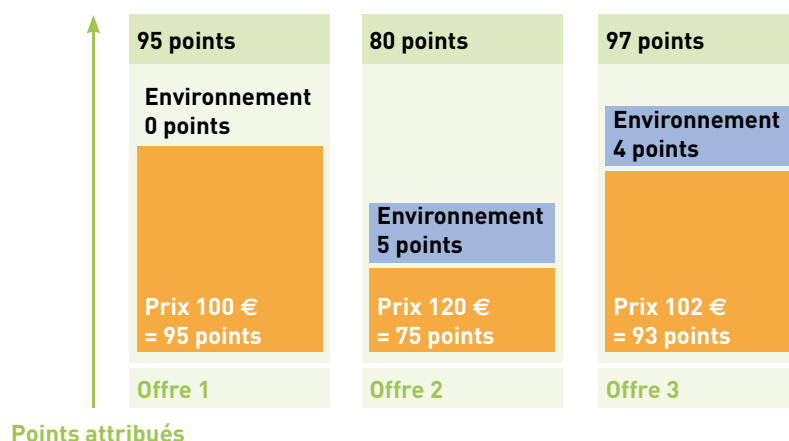 95 points
Environnement
0 points
Prix 100 €
= 95 points
Offre 1
80 points
Environnement
5 points
Prix 120 €
= 75 points
Offre 2
97 points
Environnement
4 points
Prix 102 €
= 93 points
Offre 3
Points attribués